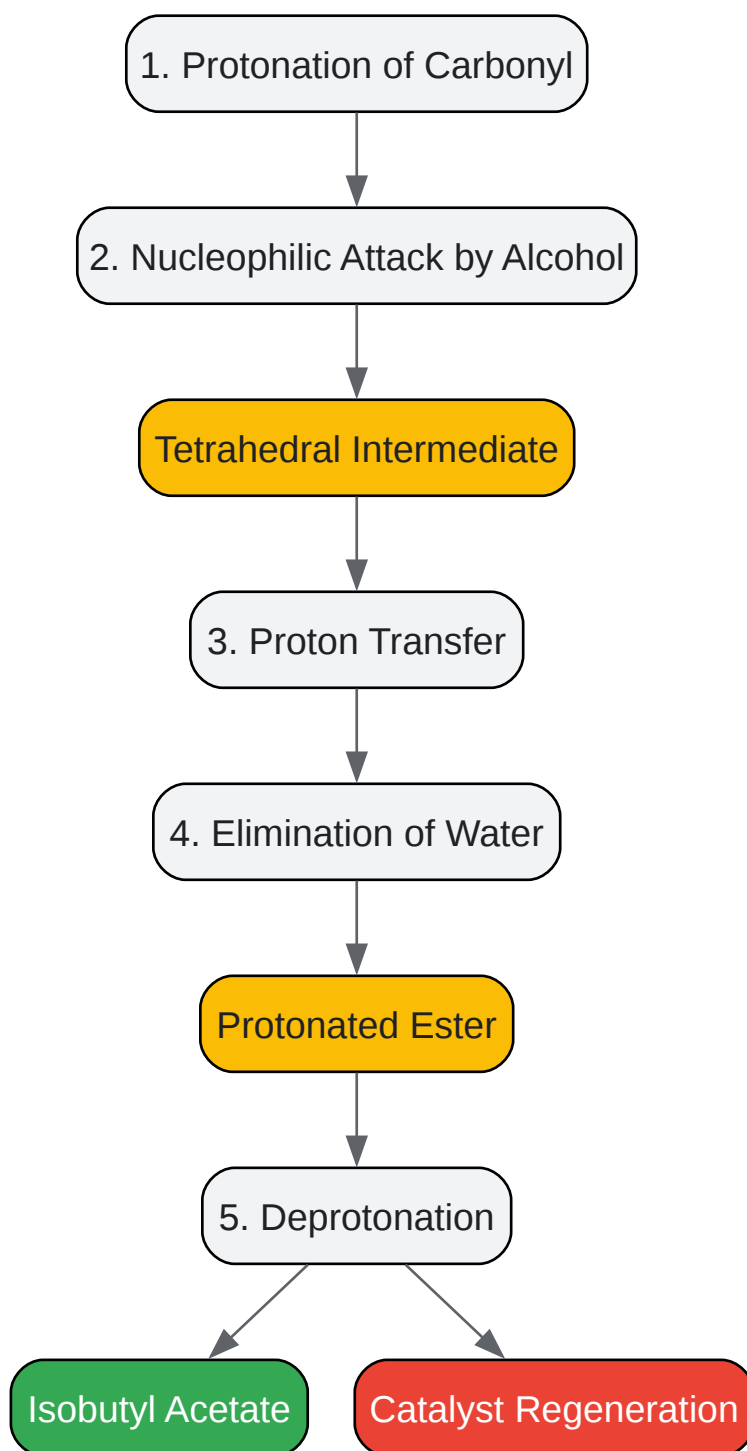 1. Protonation of Carbonyl
2. Nucleophilic Attack by Alcohol
Tetrahedral Intermediate
3. Proton Transfer
4. Elimination of Water
Protonated Ester
5. Deprotonation
Isobutyl Acetate
Catalyst Regeneration